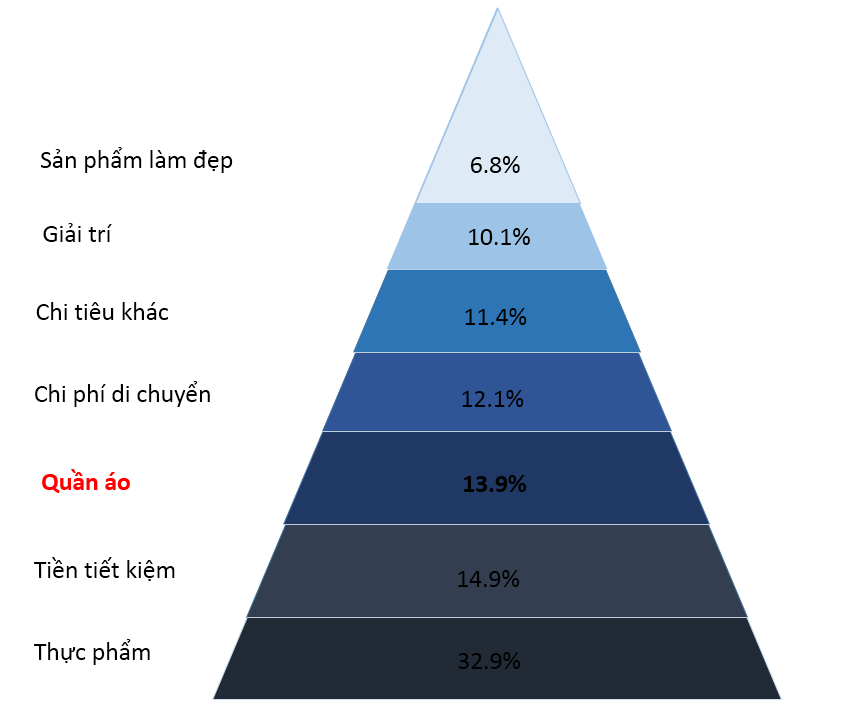 Sản phẩm làm đẹp
6.8%
Giải trí
10.1%
Chi tiêu khác
11.4%
Chi phí di chuyển
12.1%
Quần áo
13.9%
Tiền tiết kiệm
14.9%
Thực phẩm
32.9%